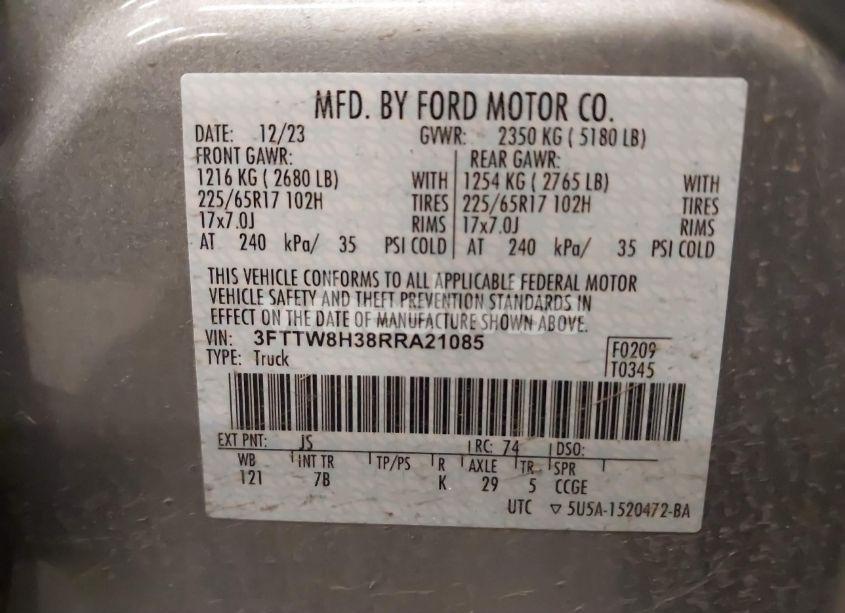 MFD. BY FORD MOTOR CO.
DATE: 12/23 GVWR: 2350 KG ( 5180 LB)
FRONT GAWR: REAR GAWR:
1216 KG ( 2680 LB) WITH 1254 KG ( 2765 LB) WITH
225/65R17 102H TIRES 225/65R17 102H TIRES
17x7.0J RIMS 17x7.0J RIMS
AT 240 kPa/ 35 PSI COLD AT 240 kPa/ 35 PSI COLD
THIS VEHICLE CONFORMS TO ALL APPLICABLE FEDERAL MOTOR
VEHICLE SAFETY AND THEFT PREVENTION STANDARDS IN
EFFECT ON THE DATE OF MANUFACTURE SHOWN ABOVE.
VIN: 3FTTW8H38RRA21085
TYPE: Truck
F0209
T0345
EXT PNT: JS RC: 74 DSO:
WB INT TR TP/PS R AXLE TR SPR
121 7B K 29 5 CCGE
UTC ▽ 5U5A-1520472-BA